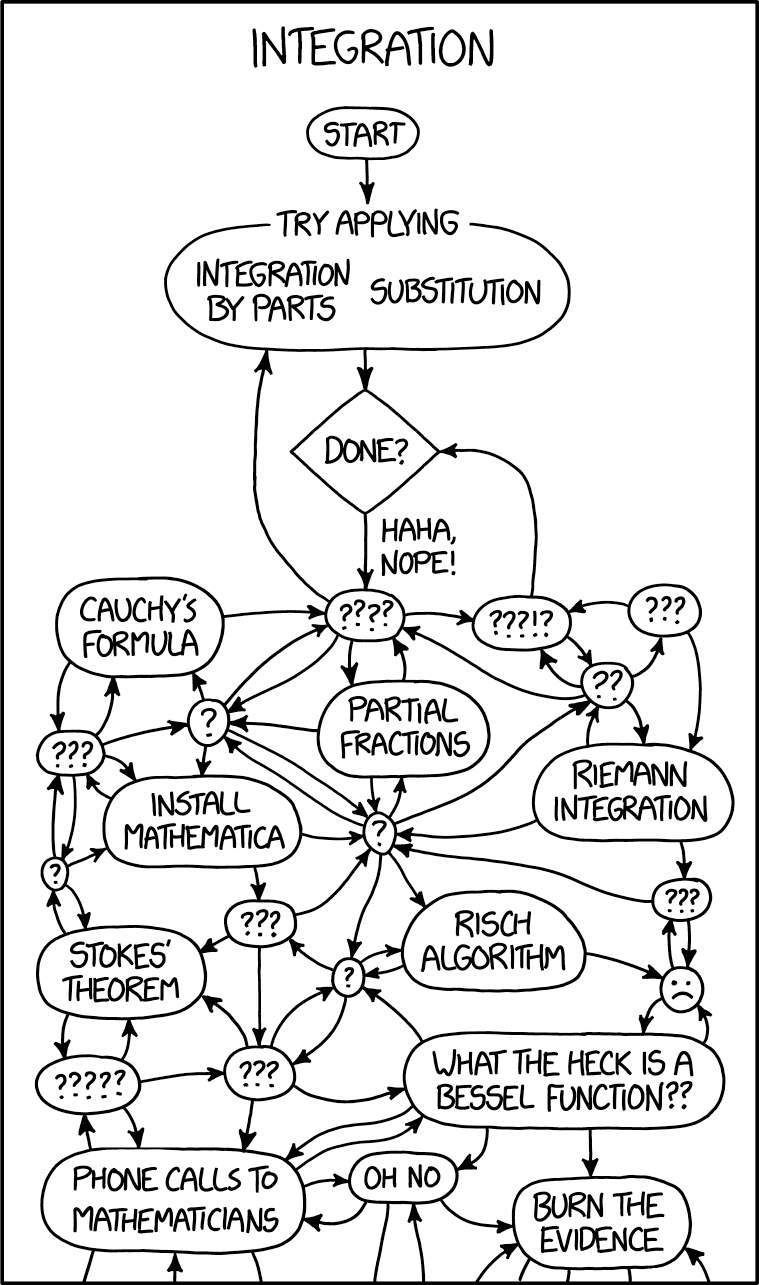 INTEGRATION
START
TRY APPLYING
INTEGRATION
BY PARTS
SUBSTITUTION
DONE?
HAHA,
NOPE!
CAUCHY'S
FORMULA
????
???!?
???
??
?
???
PARTIAL
FRACTIONS
RIEMANN
INTEGRATION
INSTALL
MATHEMATICA
?
?
???
???
RISCH
ALGORITHM
STOKES'
THEOREM
?
?????
???
WHAT THE HECK IS A
BESSEL FUNCTION??
PHONE CALLS TO
MATHEMATICIANS
OH NO
BURN THE
EVIDENCE